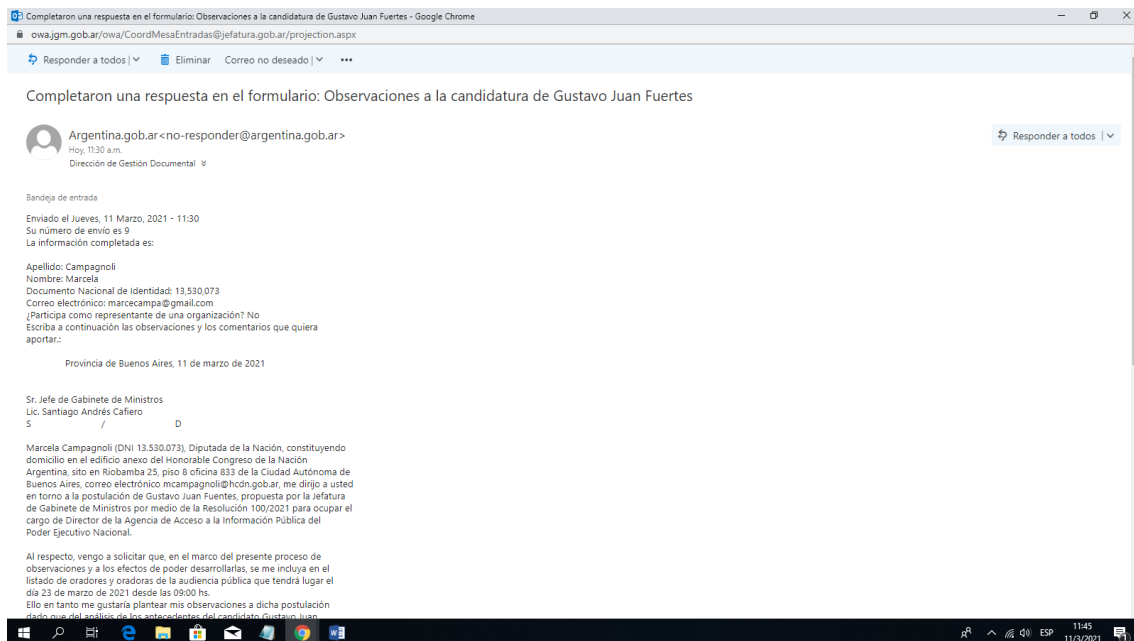 Completaron una respuesta en el formulario: Observaciones a la candidatura de Gustavo Juan Fuertes - Google Chrome
owa.jgm.gob.ar/owa/CoordMesaEntradas@jefatura.gob.ar/projection.aspx
Responder a todos | Eliminar Correo no deseado | ...
Completaron una respuesta en el formulario: Observaciones a la candidatura de Gustavo Juan Fuertes
Argentina.gob.ar<no-responder@argentina.gob.ar>
Responder a todos |
Hoy, 11:30 a.m.
Dirección de Gestión Documental
Bandeja de entrada
Enviado el Jueves, 11 Marzo, 2021 - 11:30
Su número de envío es 9
La información completada es:
Apellido: Campagnoli
Nombre: Marcela
Documento Nacional de Identidad: 13,530,073
Correo electrónico: marcecampa@gmail.com
¿Participa como representante de una organización? No
Escriba a continuación las observaciones y los comentarios que quiera
aportar.:
Provincia de Buenos Aires, 11 de marzo de 2021
Sr. Jefe de Gabinete de Ministros
Lic. Santiago Andrés Cafiero
S / D
Marcela Campagnoli (DNI 13.530.073), Diputada de la Nación, constituyendo
domicilio en el edificio anexo del Honorable Congreso de la Nación
Argentina, sito en Riobamba 25, piso 8 oficina 833 de la Ciudad Autónoma de
Buenos Aires, correo electrónico mcampagnoli@hcdn.gob.ar, me dirijo a usted
en torno a la postulación de Gustavo Juan Fuentes, propuesta por la Jefatura
de Gabinete de Ministros por medio de la Resolución 100/2021 para ocupar el
cargo de Director de la Agencia de Acceso a la Información Pública del
Poder Ejecutivo Nacional.
Al respecto, vengo a solicitar que, en el marco del presente proceso de
observaciones y a los efectos de poder desarrollarlas, se me incluya en el
listado de oradores y oradoras de la audiencia pública que tendrá lugar el
día 23 de marzo de 2021 desde las 09:00 hs.
Ello en tanto me gustaría plantear mis observaciones a dicha postulación
dado que del análisis de los antecedentes del candidato Gustavo Juan
ESP
11:45
11/3/2021